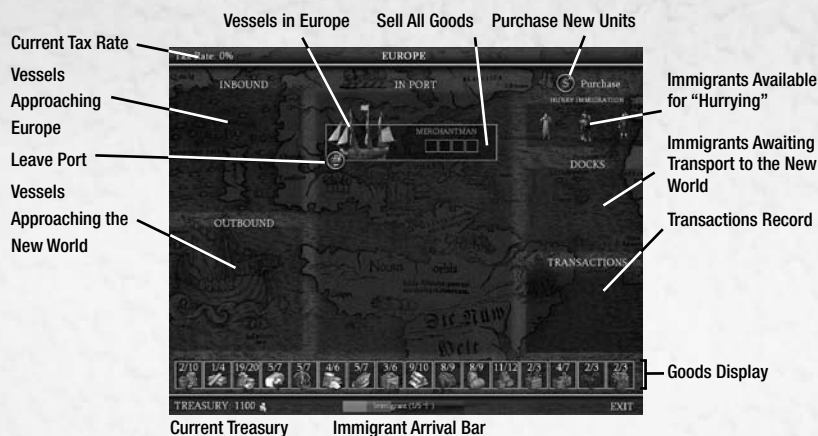 Vessels in Europe
Sell All Goods
Purchase New Units
Current Tax Rate
Vessels
Approaching
Europe
Leave Port
Vessels
Approaching the
New World
Immigrants Available
for “Hurrying”
Immigrants Awaiting
Transport to the New
World
Transactions Record
Goods Display
Current Treasury
Immigrant Arrival Bar
Tax Rate: 0%
EUROPE
INBOUND
IN PORT
Purchase
HURRY IMMIGRATION
MERCHANTMAN
DOCKS
OUTBOUND
TRANSACTIONS
Nouus orbis
Die Nüw
Welt
2/10 1/4 19/20 5/7 5/7 4/6 5/7 3/6 9/10 8/9 8/9 11/12 2/3 4/7 2/3 2/3
TREASURY: 1100
Immigrant (1/5
EXIT